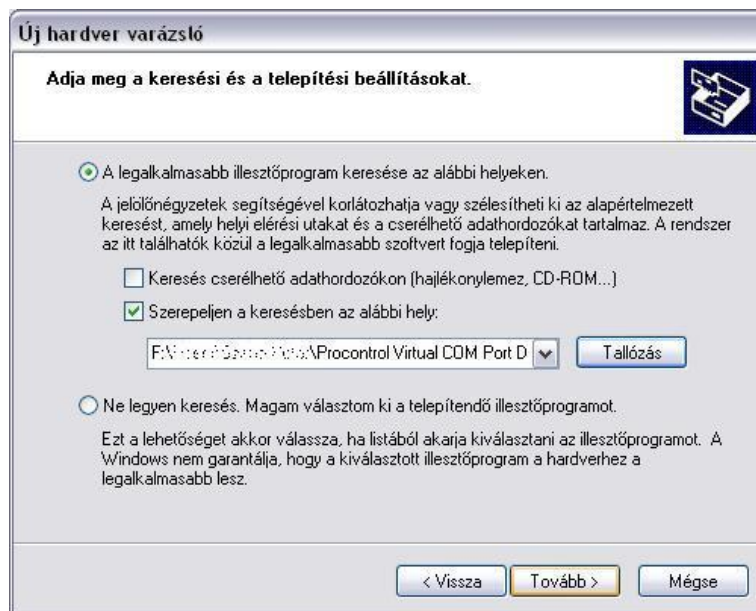 Új hardver varázsló
Adja meg a keresési és a telepítési beállításokat.
A legalkalmasabb illesztőprogram keresése az alábbi helyeken.
A jelölőnégyzetek segítségével korlátozhatja vagy szélesítheti ki az alapértelmezett
keresést, amely helyi elérési utakat és a cserélhető adathordozókat tartalmaz. A rendszer
az itt találhatók közül a legalkalmasabb szoftvert fogja telepíteni.
Keresés cserélhető adathordozókon (hajlékonylemez, CD-ROM...)
Szerepeljen a keresésben az alábbi hely:
F:\ \Procontrol Virtual COM Port D
Tallózás
Ne legyen keresés. Magam választom ki a telepítendő illesztőprogramot.
Ezt a lehetőséget akkor válassza, ha listából akarja kiválasztani az illesztőprogramot. A
Windows nem garantálja, hogy a kiválasztott illesztőprogram a hardverhez a
legalkalmasabb lesz.
< Vissza
Tovább >
Mégse